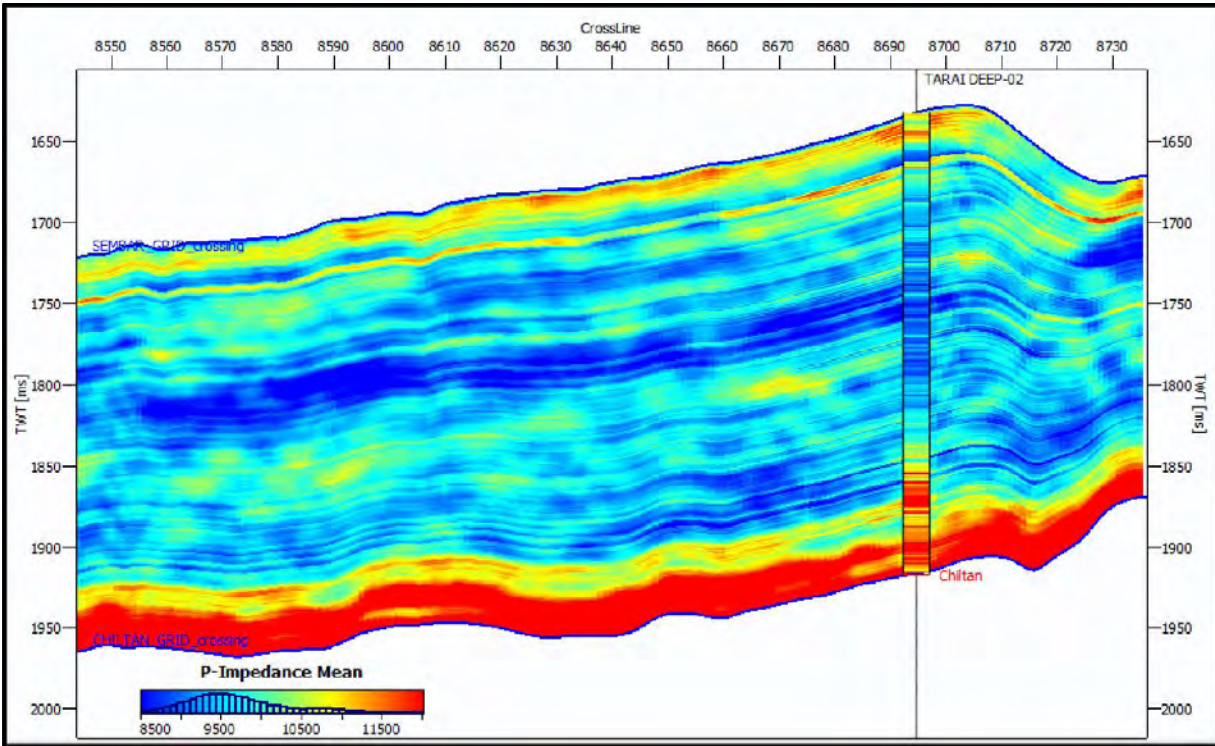 CrossLine
8550 8560 8570 8580 8590 8600 8610 8620 8630 8640 8650 8660 8670 8680 8690 8700 8710 8720 8730
TARAI DEEP-02
1650 1650
1700 1700
SEMBAR_GRID_crossing
1750 1750
1800 1800
TWT [ms] TWT [ms]
1850 1850
1900 1900
Chiltan
1950 1950
CHILTAN_GRID_crossing
P-Impedance Mean
2000 2000
8500 9500 10500 11500